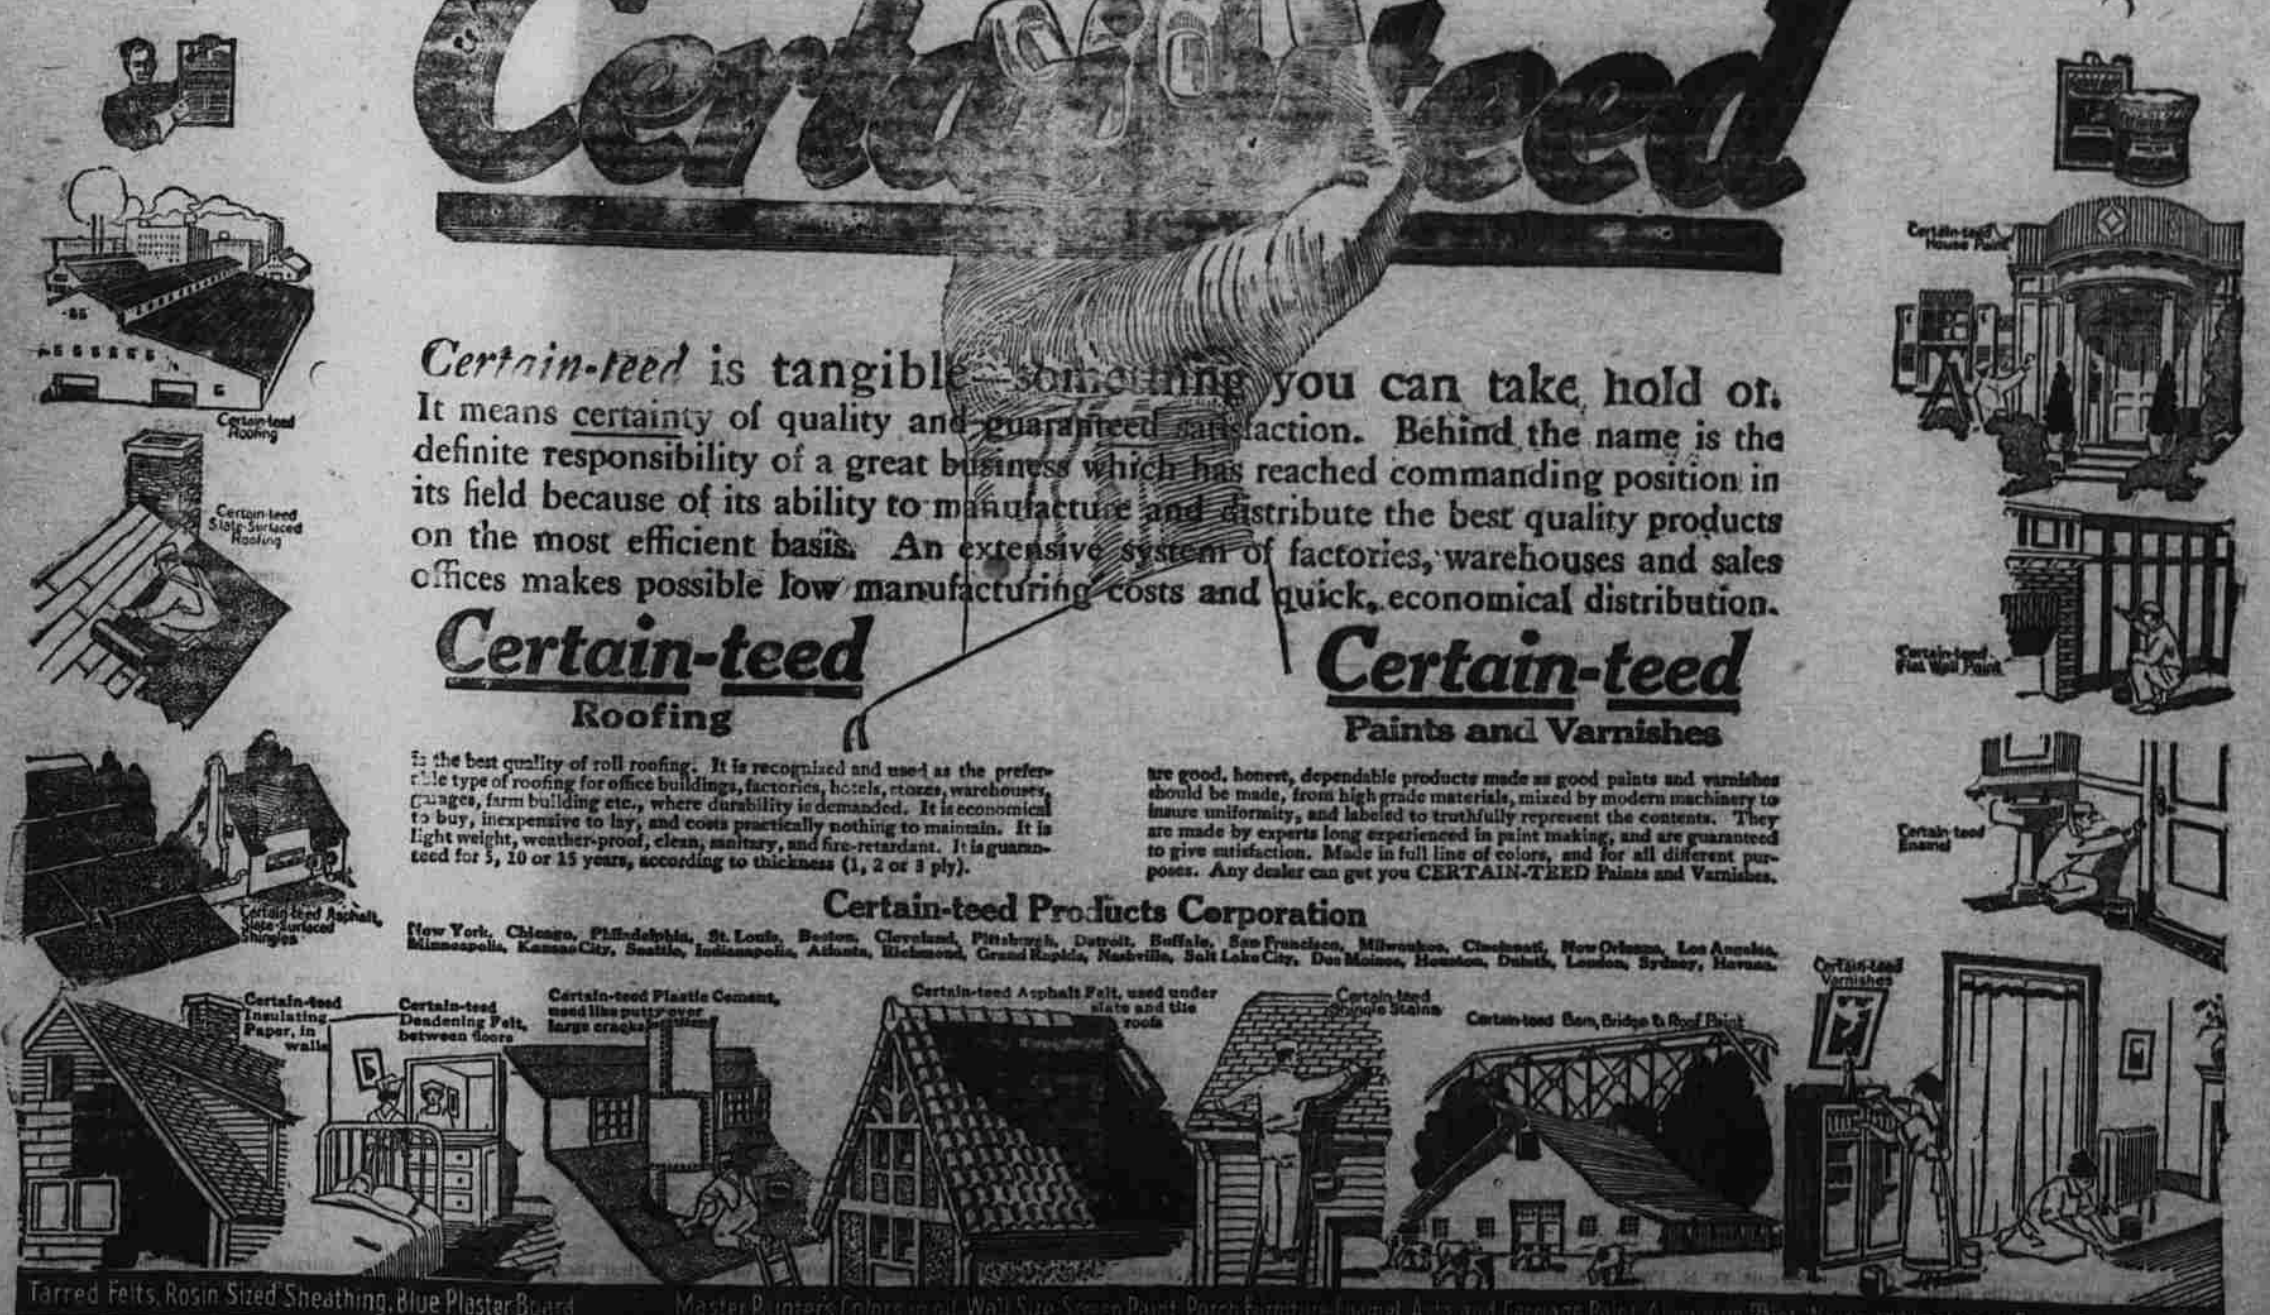 Certain-teed
Certain-teed is tangible—something you can take hold of.
It means certainty of quality and guaranteed satisfaction. Behind the name is the
definite responsibility of a great business which has reached commanding position in
its field because of its ability to manufacture and distribute the best quality products
on the most efficient basis. An extensive system of factories, warehouses and sales
offices makes possible low manufacturing costs and quick, economical distribution.
Certain-teed
Roofing
is the best quality of roll roofing. It is recognized and used as the prefer-
able type of roofing for office buildings, factories, hotels, stores, warehouses,
garages, farm building etc., where durability is demanded. It is economical
to buy, inexpensive to lay, and costs practically nothing to maintain. It is
light weight, weather-proof, clean, sanitary, and fire-retardant. It is guaran-
teed for 5, 10 or 15 years, according to thickness (1, 2 or 3 ply).
Certain-teed
Paints and Varnishes
are good, honest, dependable products made as good paints and varnishes
should be made, from high grade materials, mixed by modern machinery to
insure uniformity, and labeled to truthfully represent the contents. They
are made by experts long experienced in paint making, and are guaranteed
to give satisfaction. Made in full line of colors, and for all different pur-
poses. Any dealer can get you CERTAIN-TEED Paints and Varnishes.
Certain-teed Products Corporation
New York, Chicago, Philadelphia, St. Louis, Boston, Cleveland, Pittsburgh, Detroit, Buffalo, San Francisco, Milwaukee, Cincinnati, New Orleans, Los Angeles,
Minneapolis, Kansas City, Seattle, Indianapolis, Atlanta, Richmond, Grand Rapids, Nashville, Salt Lake City, Des Moines, Houston, Duluth, London, Sydney, Havana.
Certain-teed
Roofing
Certain-teed
Slate-Surfaced
Roofing
Certain-teed Asphalt
Slate-Surfaced
Shingles
Certain-teed
House Paint
Certain-teed
Flat Wall Paint
Certain-teed
Enamel
Certain-teed
Varnishes
Certain-teed
Insulating
Paper, in
walls
Certain-teed
Deadening Felt,
between floors
Certain-teed Plastic Cement,
used like putty over
large cracks
Certain-teed Asphalt Felt, used under
slate and tile
roofs
Certain-teed
Shingle Stains
Certain-teed Barn, Bridge & Roof Paint
Tarred Felts, Rosin Sized Sheathing, Blue Plaster Board
Master Painter's Colors in oil, Wall Size, Screen Paint, Porch Furniture Enamel, Auto and Carriage Paint,